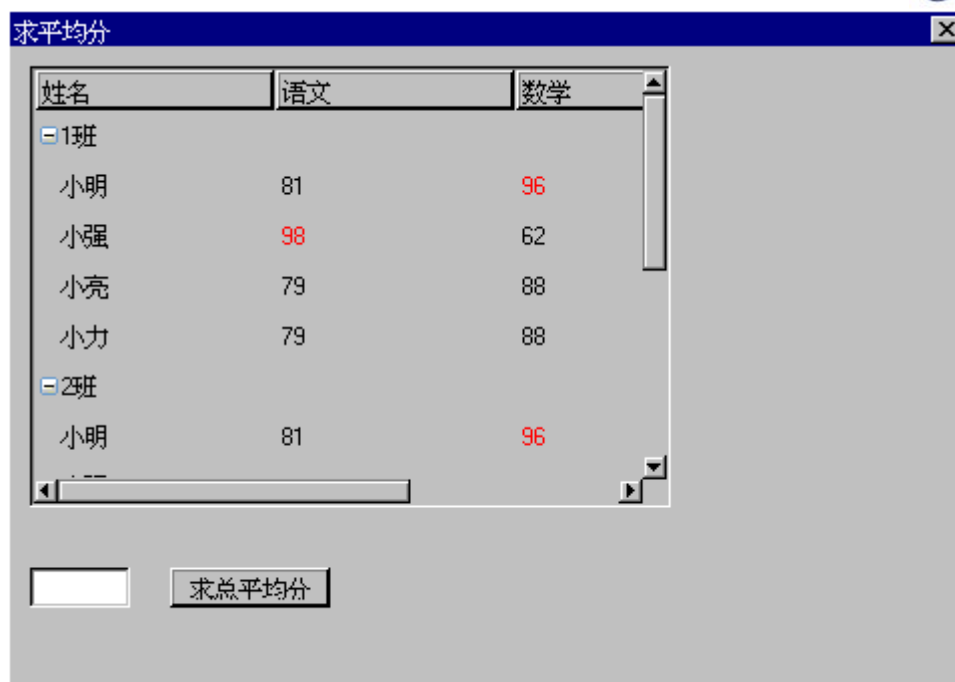 求平均分
姓名 语文 数学
1班
小明 81 96
小强 98 62
小亮 79 88
小力 79 88
2班
小明 81 96
求总平均分